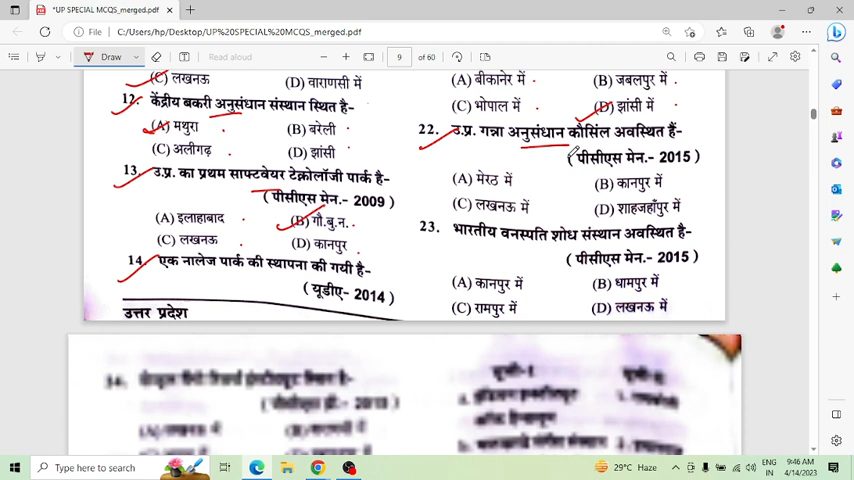 *UP SPECIAL MCQS_merged.pdf
File
C:/Users/hp/Desktop/UP%20SPECIAL%20MCQS_merged.pdf
Draw
Read aloud
9 of 60
(C) लखनऊ (D) वाराणसी में
12. केंद्रीय बकरी अनुसंधान संस्थान स्थित है-
(A) मथुरा (B) बरेली
(C) अलीगढ़ (D) झांसी
13. उ.प्र. का प्रथम साफ्टवेयर टेक्नोलॉजी पार्क है-
(पीसीएस मेन.- 2009)
(A) इलाहाबाद (B) गौ.बु.न.
(C) लखनऊ (D) कानपुर
14. एक नालेज पार्क की स्थापना की गयी है-
(यूडीए- 2014)
उत्तर प्रदेश
(A) बीकानेर में (B) जबलपुर में
(C) भोपाल में (D) झांसी में
22. उ.प्र. गन्ना अनुसंधान कौसिंल अवस्थित हैं-
(पीसीएस मेन.- 2015)
(A) मेरठ में (B) कानपुर में
(C) लखनऊ में (D) शाहजहाँपुर में
23. भारतीय वनस्पति शोध संस्थान अवस्थित है-
(पीसीएस मेन.- 2015)
(A) कानपुर में (B) धामपुर में
(C) रामपुर में (D) लखनऊ में
Type here to search
29°C Haze
ENG
IN
9:46 AM
4/14/2023